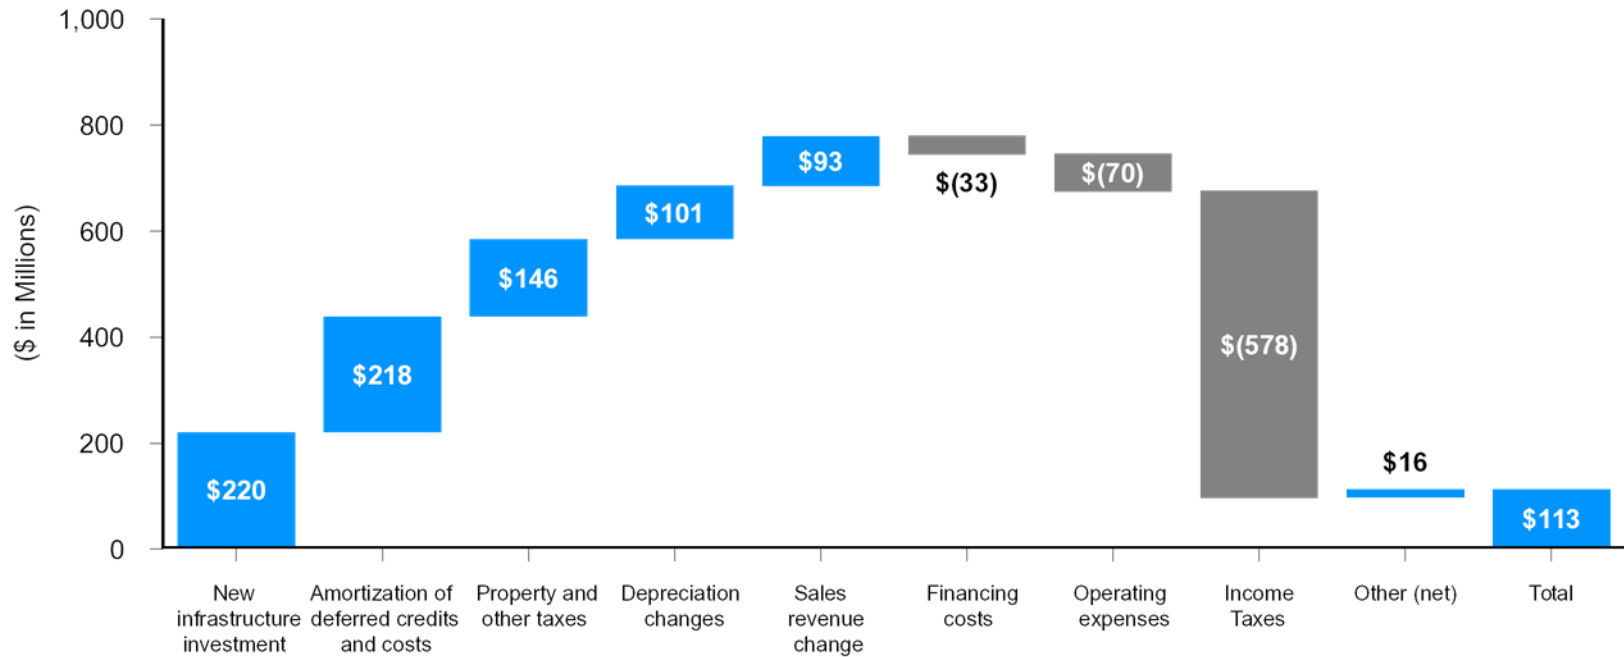 1,000
800
600
400
200
0
($ in Millions)
$220
$218
$146
$101
$93
$(33)
$(70)
$(578)
$16
$113
New
infrastructure
investment
Amortization of
deferred credits
and costs
Property and
other taxes
Depreciation
changes
Sales
revenue
change
Financing
costs
Operating
expenses
Income
Taxes
Other (net)
Total